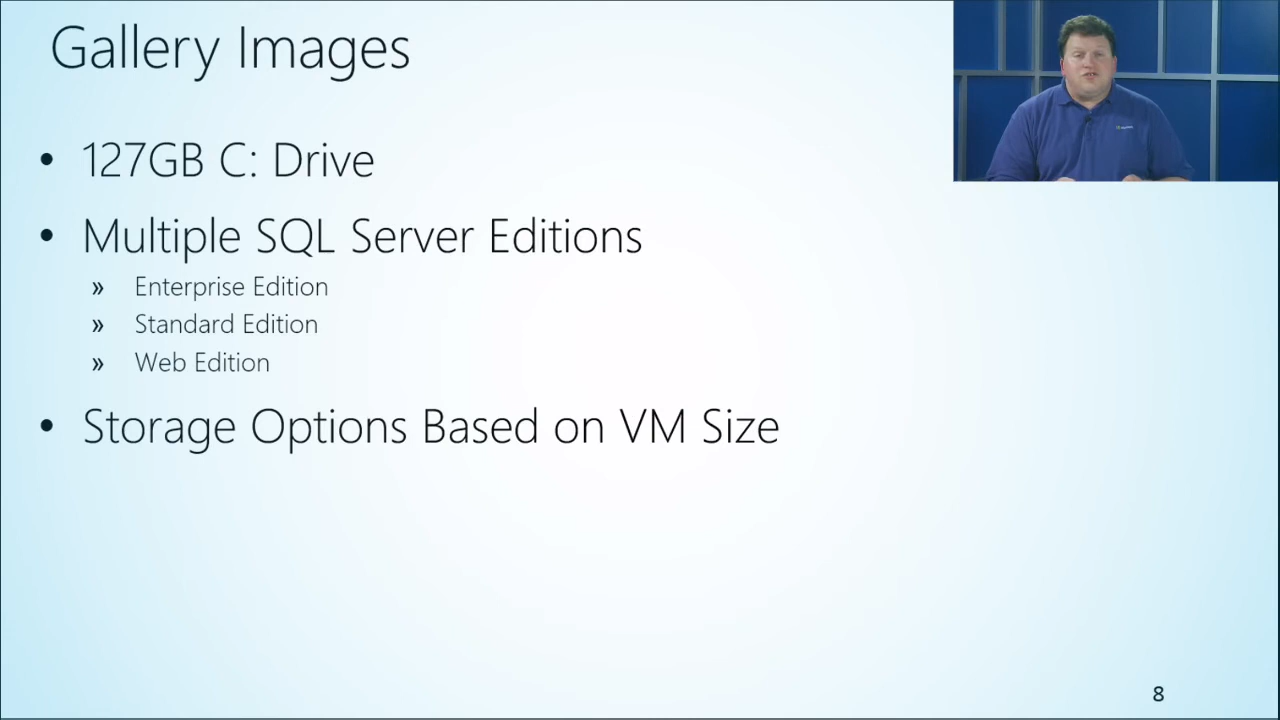 Gallery Images
• 127GB C: Drive
• Multiple SQL Server Editions
» Enterprise Edition
» Standard Edition
» Web Edition
• Storage Options Based on VM Size
8